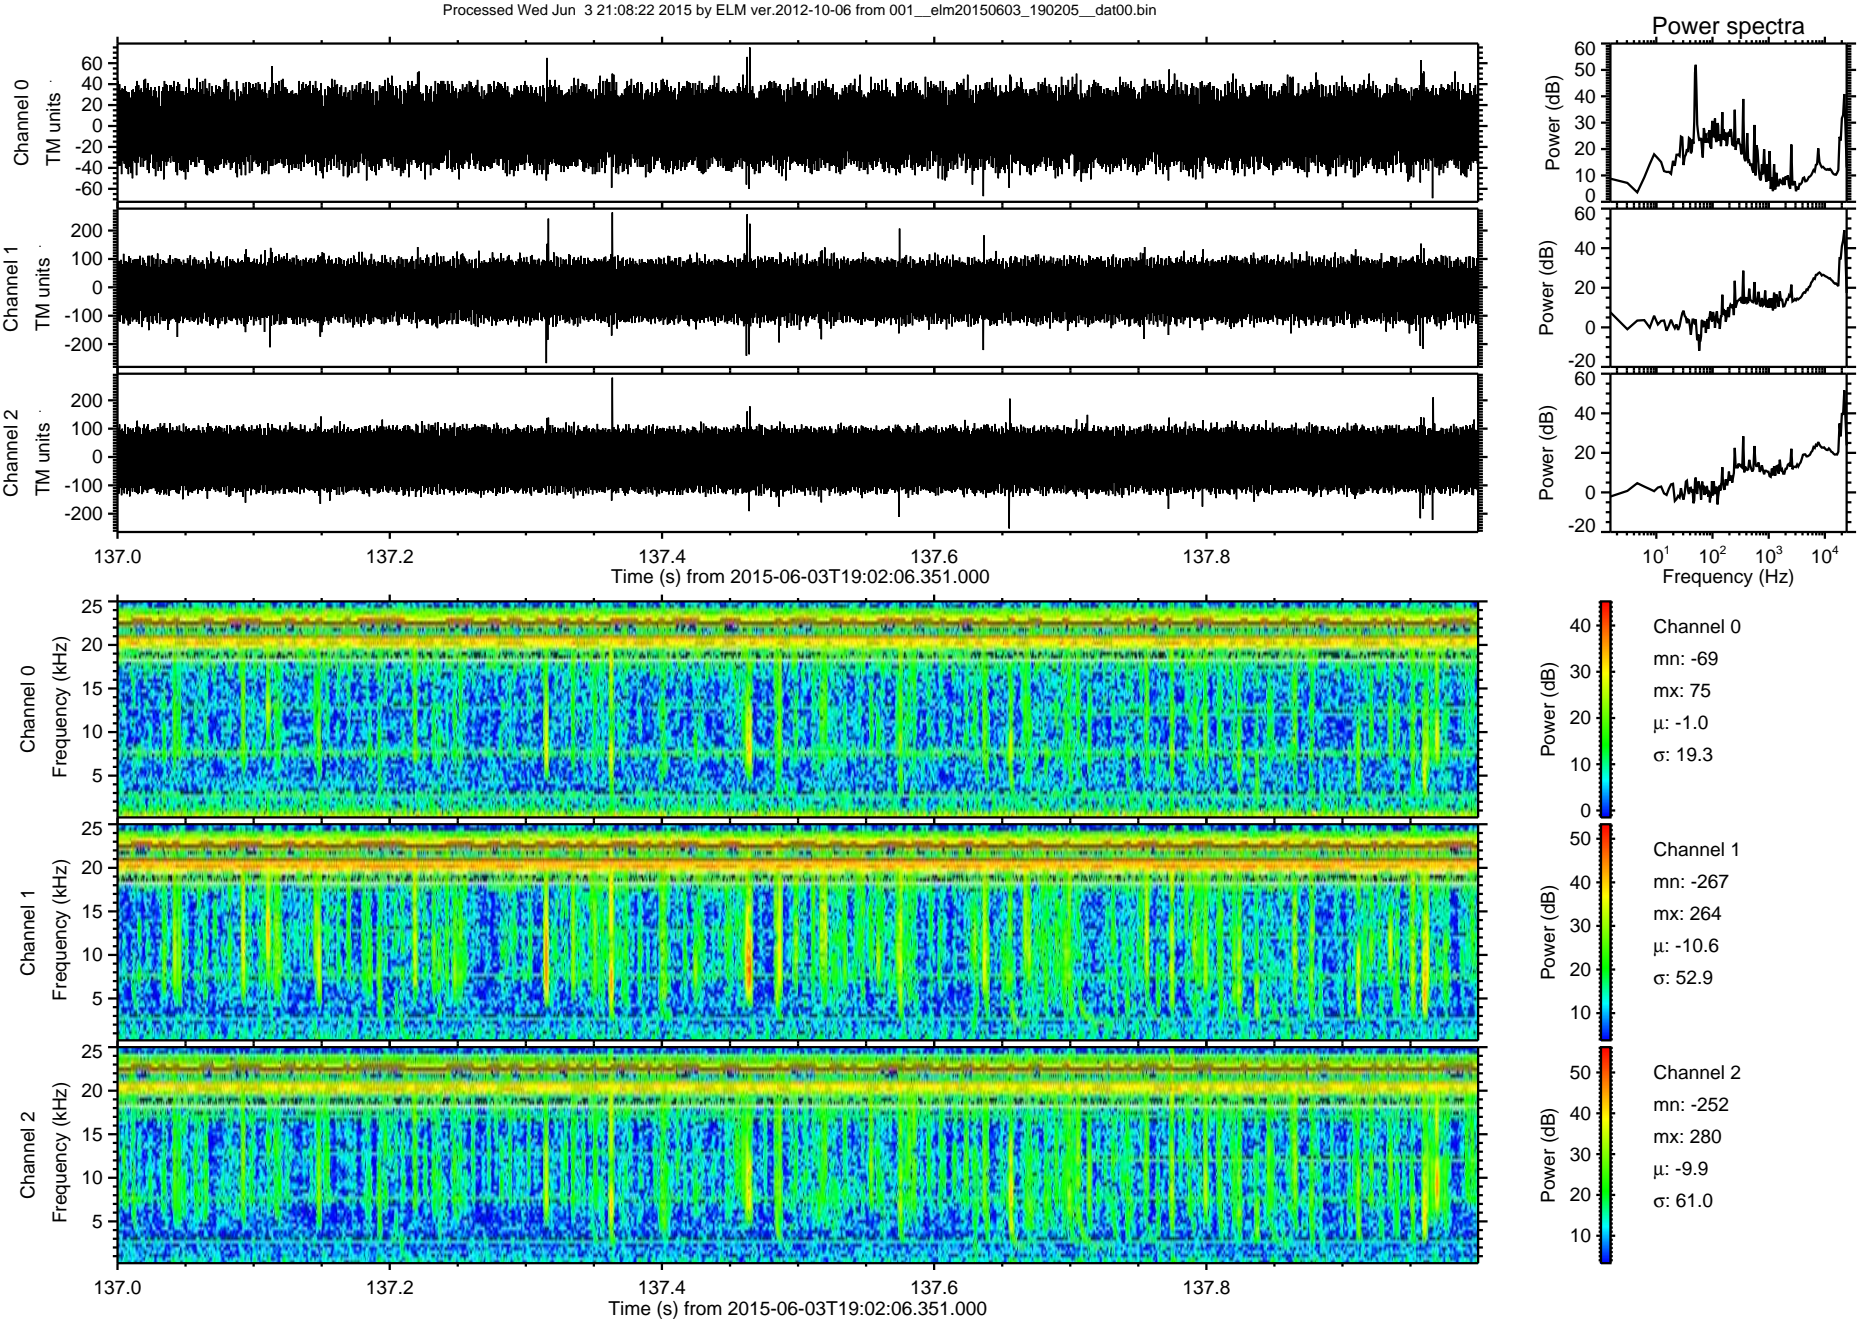 Processed Wed Jun  3 21:08:22 2015 by ELM ver.2012-10-06 from 001__elm20150603_190205__dat00.bin
Power spectra
Channel 0
TM units
60
40
20
0
-20
-40
-60
Power (dB)
60
50
40
30
20
10
0
Channel 1
TM units
200
100
0
-100
-200
Power (dB)
60
40
20
0
-20
Channel 2
TM units
200
100
0
-100
-200
Power (dB)
60
40
20
0
-20
137.0 137.2 137.4 137.6 137.8
Time (s) from 2015-06-03T19:02:06.351.000
10^1 10^2 10^3 10^4
Frequency (Hz)
Channel 0
Frequency (kHz)
25
20
15
10
5
Power (dB)
40
30
20
10
0
Channel 0
mn: -69
mx: 75
μ: -1.0
σ: 19.3
Channel 1
Frequency (kHz)
25
20
15
10
5
Power (dB)
50
40
30
20
10
Channel 1
mn: -267
mx: 264
μ: -10.6
σ: 52.9
Channel 2
Frequency (kHz)
25
20
15
10
5
Power (dB)
50
40
30
20
10
Channel 2
mn: -252
mx: 280
μ: -9.9
σ: 61.0
137.0 137.2 137.4 137.6 137.8
Time (s) from 2015-06-03T19:02:06.351.000